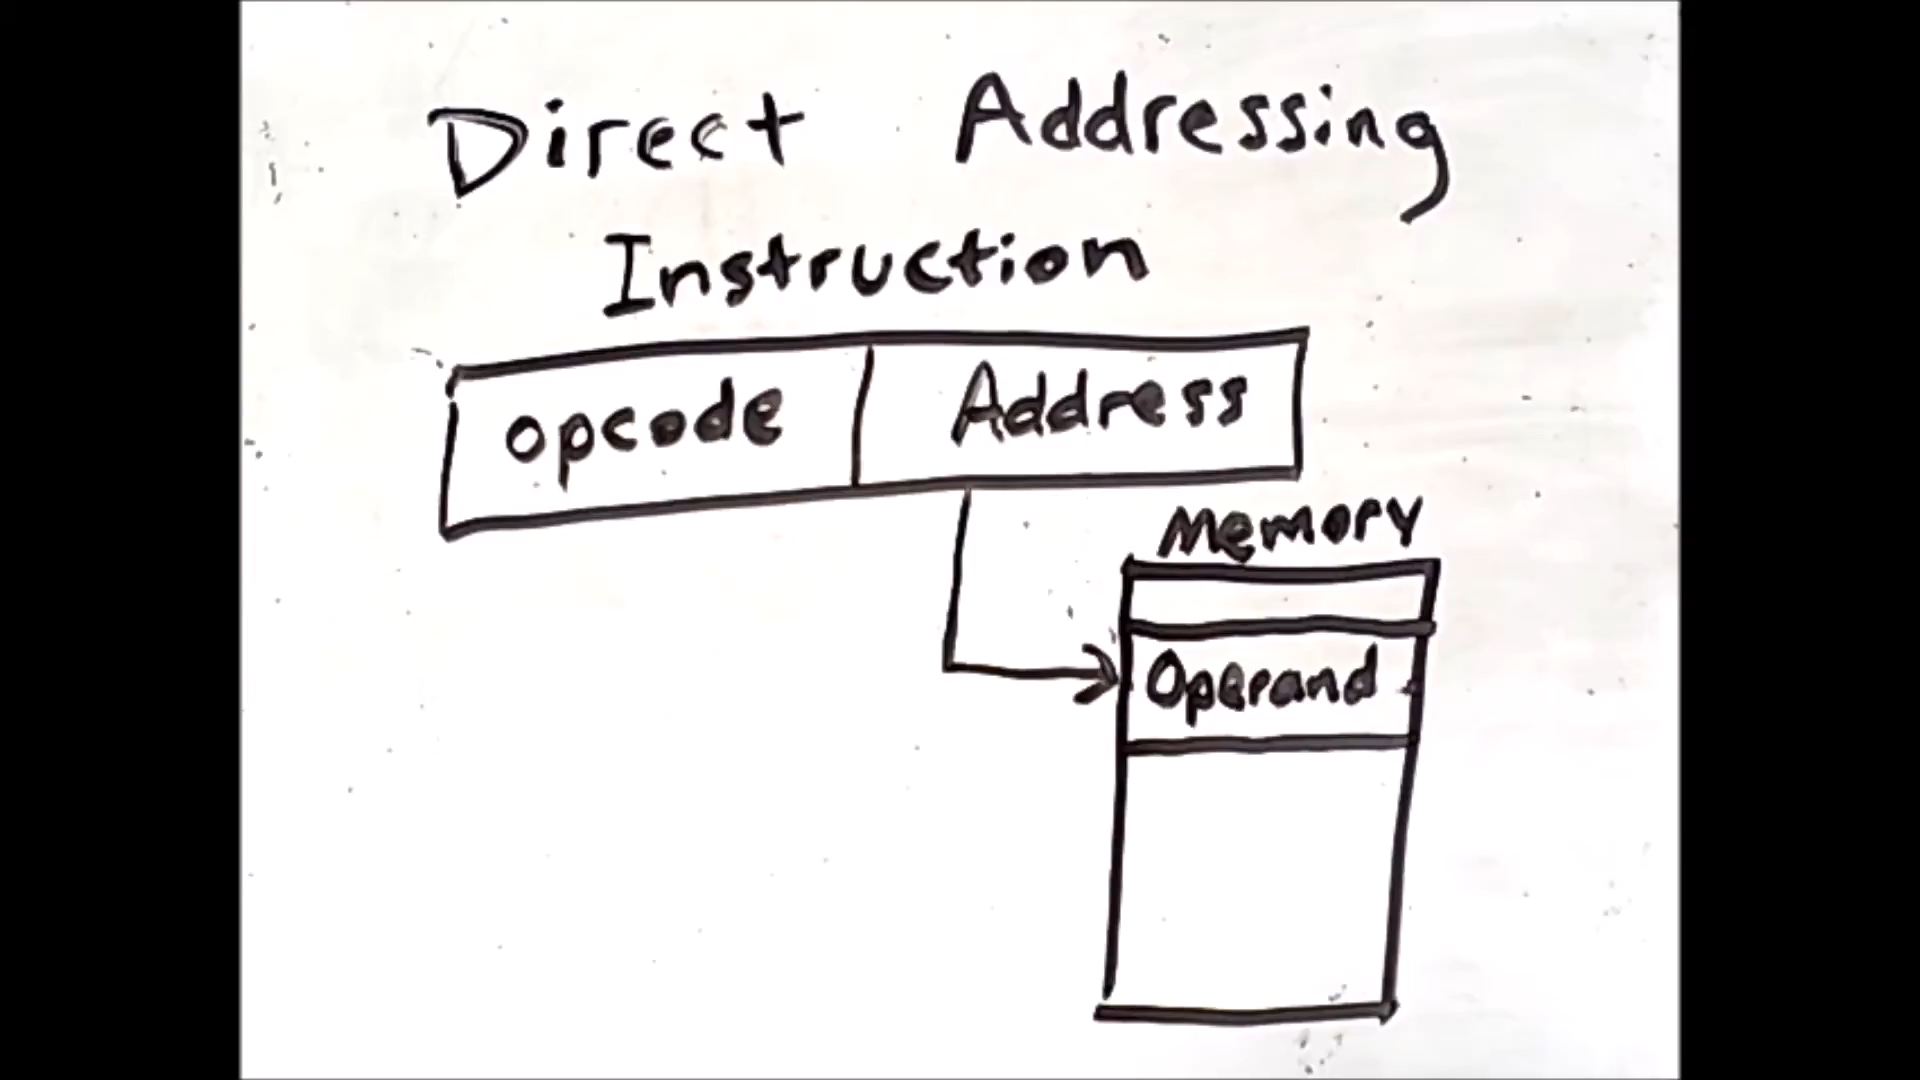 Direct Addressing
Instruction
opcode Address
Memory
Operand